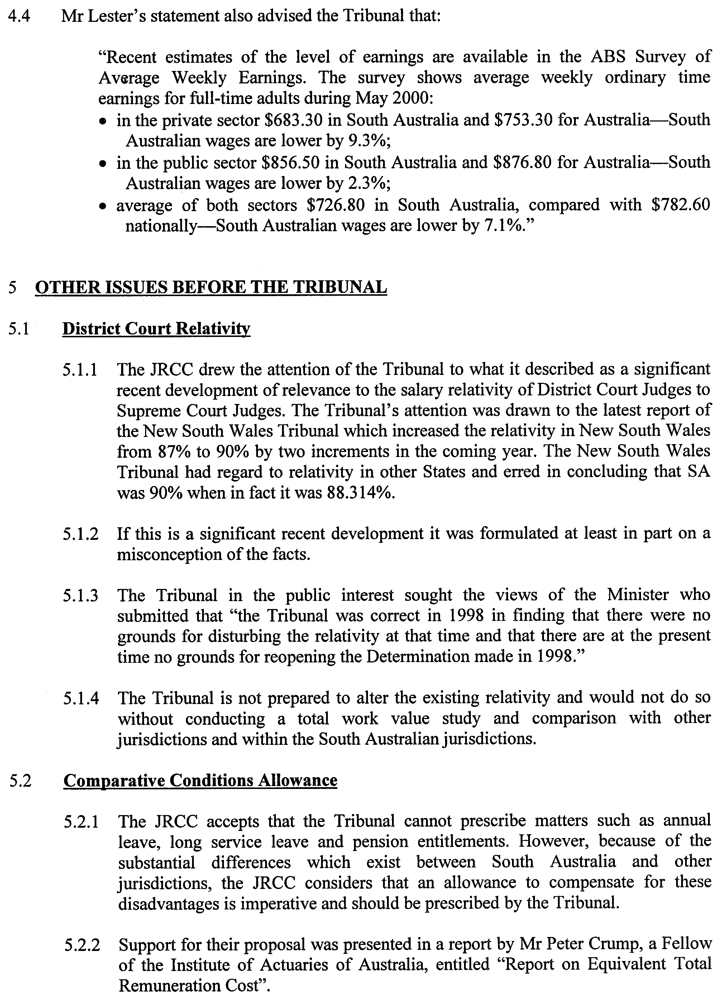 4.4 Mr Lester's statement also advised the Tribunal that:
“Recent estimates of the level of earnings are available in the ABS Survey of
Average Weekly Earnings. The survey shows average weekly ordinary time
earnings for full-time adults during May 2000:
• in the private sector $683.30 in South Australia and $753.30 for Australia—South
Australian wages are lower by 9.3%;
• in the public sector $856.50 in South Australia and $876.80 for Australia—South
Australian wages are lower by 2.3%;
• average of both sectors $726.80 in South Australia, compared with $782.60
nationally—South Australian wages are lower by 7.1%.”
5 OTHER ISSUES BEFORE THE TRIBUNAL
5.1 District Court Relativity
5.1.1 The JRCC drew the attention of the Tribunal to what it described as a significant
recent development of relevance to the salary relativity of District Court Judges to
Supreme Court Judges. The Tribunal's attention was drawn to the latest report of
the New South Wales Tribunal which increased the relativity in New South Wales
from 87% to 90% by two increments in the coming year. The New South Wales
Tribunal had regard to relativity in other States and erred in concluding that SA
was 90% when in fact it was 88.314%.
5.1.2 If this is a significant recent development it was formulated at least in part on a
misconception of the facts.
5.1.3 The Tribunal in the public interest sought the views of the Minister who
submitted that “the Tribunal was correct in 1998 in finding that there were no
grounds for disturbing the relativity at that time and that there are at the present
time no grounds for reopening the Determination made in 1998.”
5.1.4 The Tribunal is not prepared to alter the existing relativity and would not do so
without conducting a total work value study and comparison with other
jurisdictions and within the South Australian jurisdictions.
5.2 Comparative Conditions Allowance
5.2.1 The JRCC accepts that the Tribunal cannot prescribe matters such as annual
leave, long service leave and pension entitlements. However, because of the
substantial differences which exist between South Australia and other
jurisdictions, the JRCC considers that an allowance to compensate for these
disadvantages is imperative and should be prescribed by the Tribunal.
5.2.2 Support for their proposal was presented in a report by Mr Peter Crump, a Fellow
of the Institute of Actuaries of Australia, entitled “Report on Equivalent Total
Remuneration Cost”.